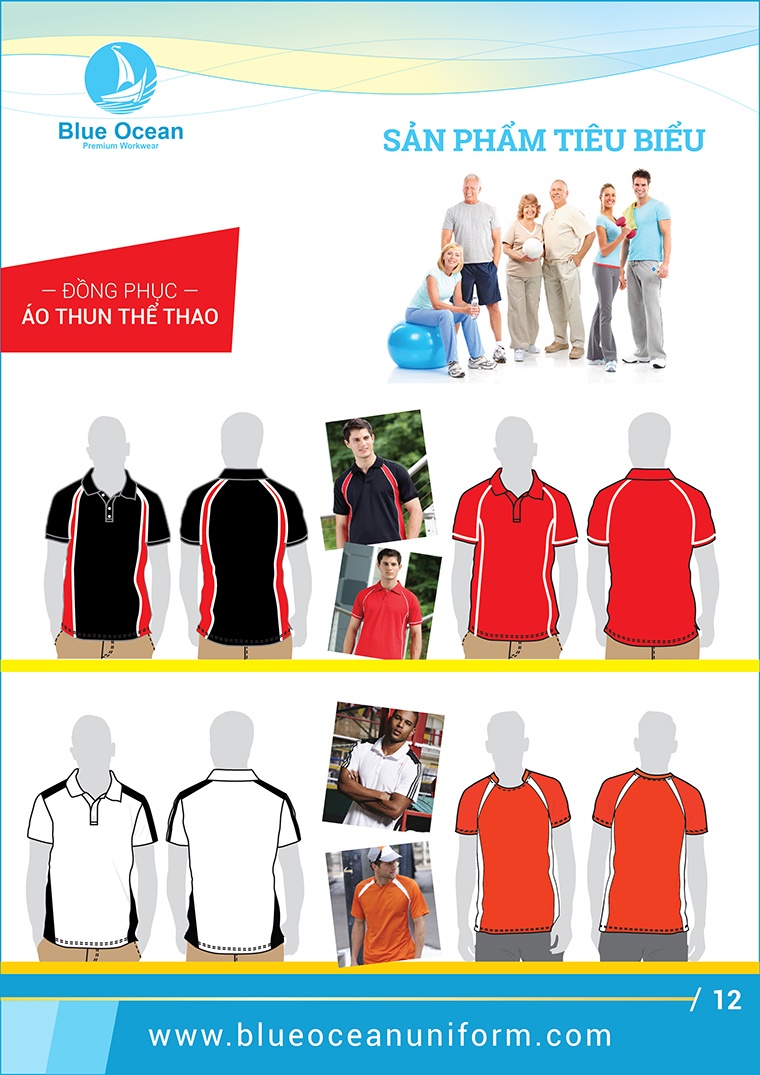 Blue Ocean
Premium Workwear
SẢN PHẨM TIÊU BIỂU
— ĐỒNG PHỤC —
ÁO THUN THỂ THAO
/ 12
www.blueoceanuniform.com